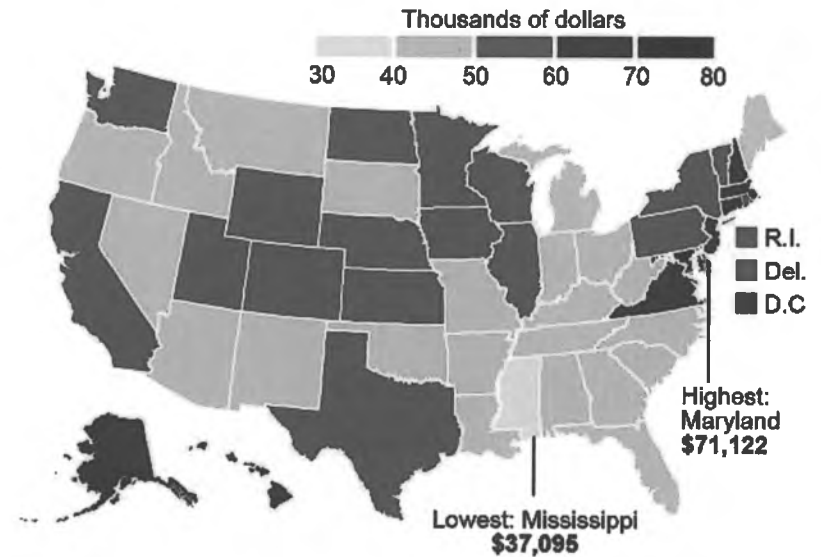 Thousands of dollars
30 40 50 60 70 80
R.I.
Del.
D.C
Highest:
Maryland
$71,122
Lowest: Mississippi
$37,095